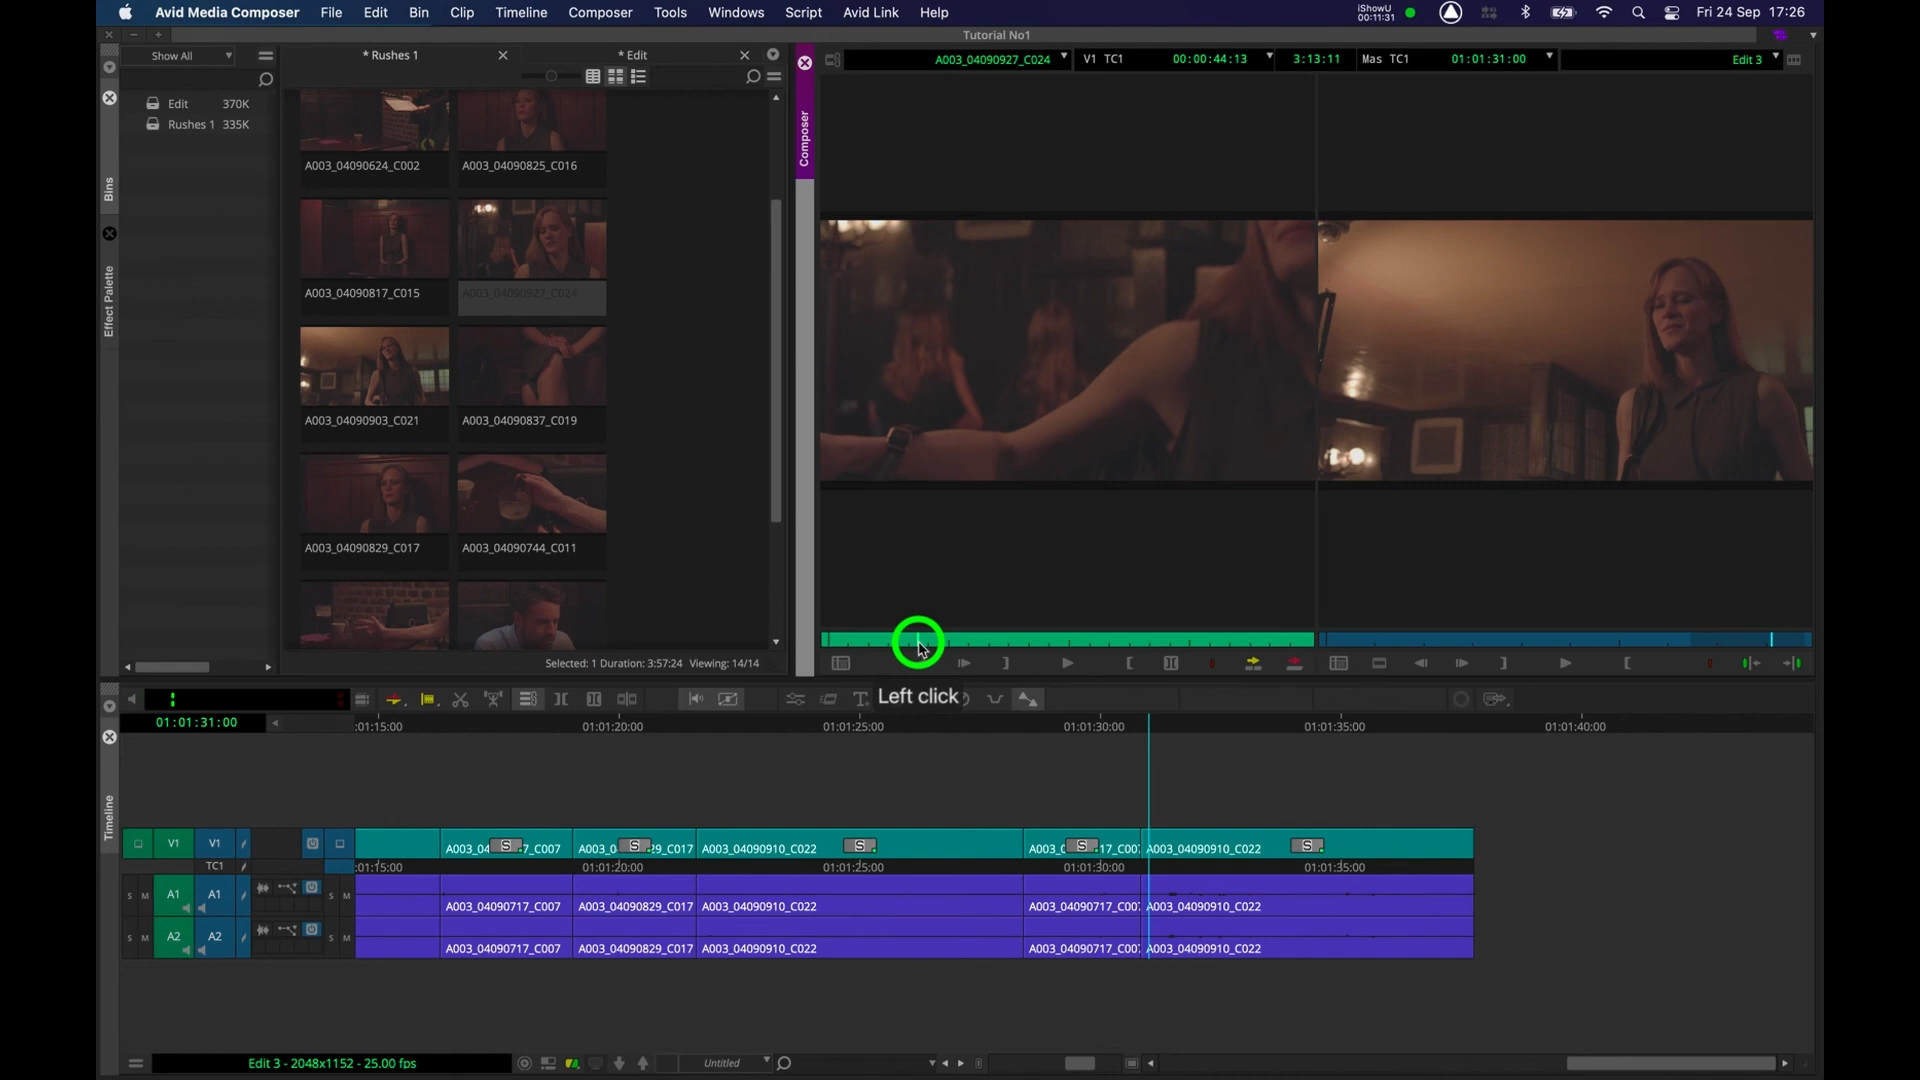 Avid Media Composer File Edit Bin Clip Timeline Composer Tools Windows Script Avid Link Help
iShowU
00:11:31
Fri 24 Sep 17:26
Tutorial No1
Show All
* Rushes 1
* Edit
A003_04090927_C024
V1 TC1
00:00:44:13
3:13:11
Mas TC1
01:01:31:00
Edit 3
Edit 370K
Rushes 1 335K
Bins
Effect Palette
Composer
A003_04090624_C002
A003_04090825_C016
A003_04090817_C015
A003_04090927_C024
A003_04090903_C021
A003_04090837_C019
A003_04090829_C017
A003_04090744_C011
Selected: 1 Duration: 3:57:24 Viewing: 14/14
Left click
01:01:31:00
:01:15:00 01:01:20:00 01:01:25:00 01:01:30:00 01:01:35:00 01:01:40:00
Timeline
V1 V1
A003_04 7_C007 A003_0 29_C017 A003_04090910_C022 A003_0 17_C007 A003_04090910_C022
S S S S S
TC1
:01:15:00 01:01:20:00 01:01:25:00 01:01:30:00 01:01:35:00
S M A1 A1 S M
A003_04090717_C007 A003_04090829_C017 A003_04090910_C022 A003_04090717_C007 A003_04090910_C022
S M A2 A2 S M
A003_04090717_C007 A003_04090829_C017 A003_04090910_C022 A003_04090717_C007 A003_04090910_C022
Edit 3 - 2048x1152 - 25.00 fps
Untitled